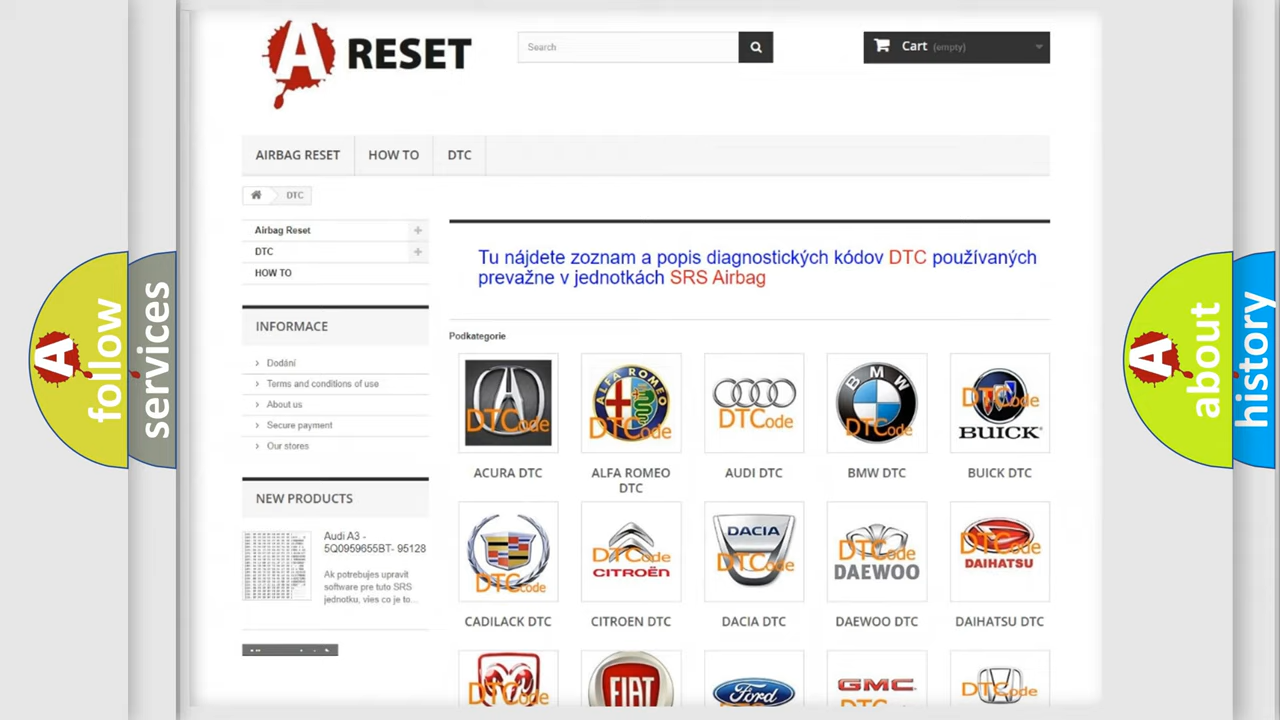 A RESET
Search
Cart (empty)
AIRBAG RESET
HOW TO
DTC
DTC
Airbag Reset
DTC
HOW TO
Tu nájdete zoznam a popis diagnostických kódov DTC používaných
prevažne v jednotkách SRS Airbag
INFORMACE
Dodání
Terms and conditions of use
About us
Secure payment
Our stores
NEW PRODUCTS
Audi A3 -
5Q0959655BT- 95128
Ak potrebujes upravit
software pre tuto SRS
jednotku, vies co je to...
Podkategorie
DTCode
ALFA ROMEO
DTCode
DTCode
BMW
DTCode
DTCode
BUICK
ACURA DTC
ALFA ROMEO
DTC
AUDI DTC
BMW DTC
BUICK DTC
DTCode
DTCode
CITROËN
DACIA
DTCode
DTCode
DAEWOO
DTCode
DAIHATSU
CADILACK DTC
CITROEN DTC
DACIA DTC
DAEWOO DTC
DAIHATSU DTC
DTCode
FIAT
Ford
GMC
DTCode
A follow
services
A about
history